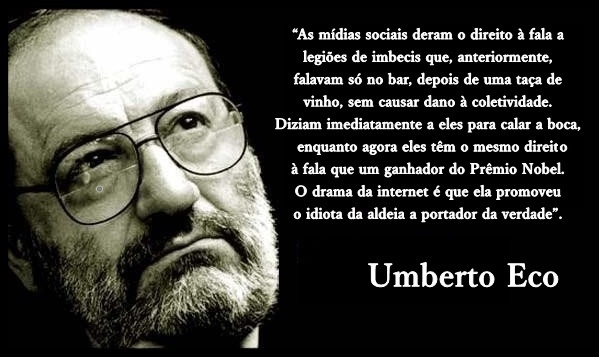 “As mídias sociais deram o direito à fala a
legiões de imbecis que, anteriormente,
falavam só no bar, depois de uma taça de
vinho, sem causar dano à coletividade.
Diziam imediatamente a eles para calar a boca,
enquanto agora eles têm o mesmo direito
à fala que um ganhador do Prêmio Nobel.
O drama da internet é que ela promoveu
o idiota da aldeia a portador da verdade”.
Umberto Eco